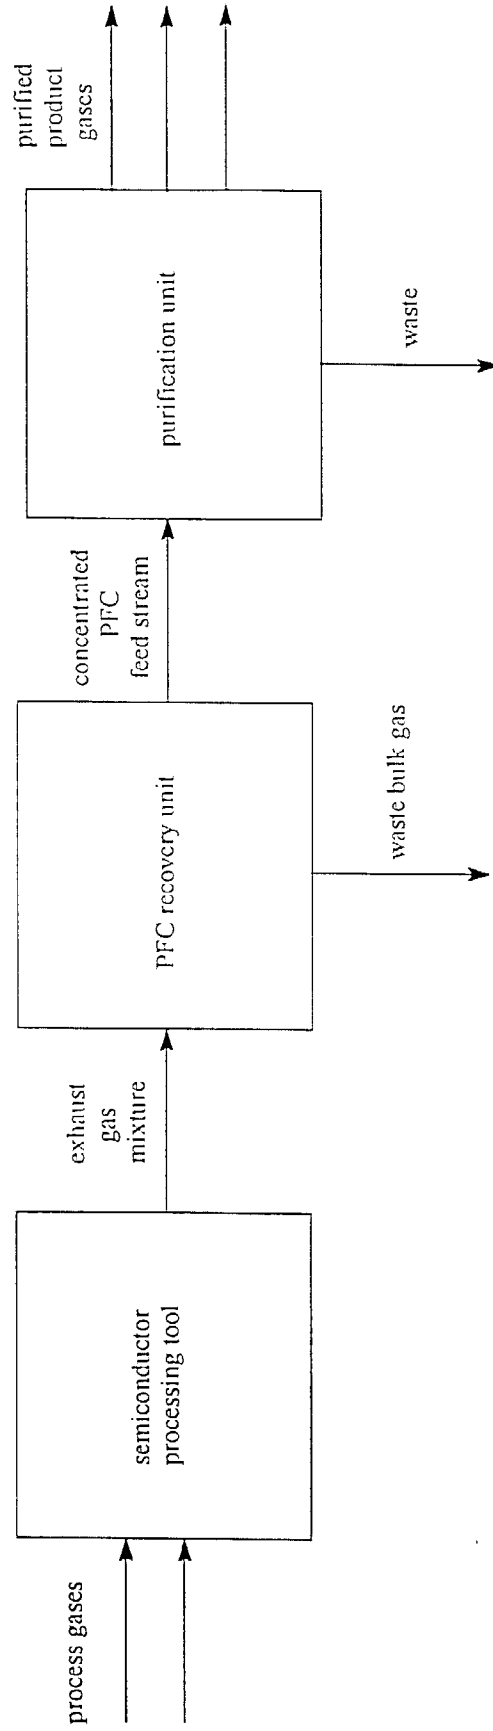 process gases
semiconductor
processing tool
exhaust
gas
mixture
PFC recovery unit
waste bulk gas
concentrated
PFC
feed stream
purification unit
waste
purified
product
gases